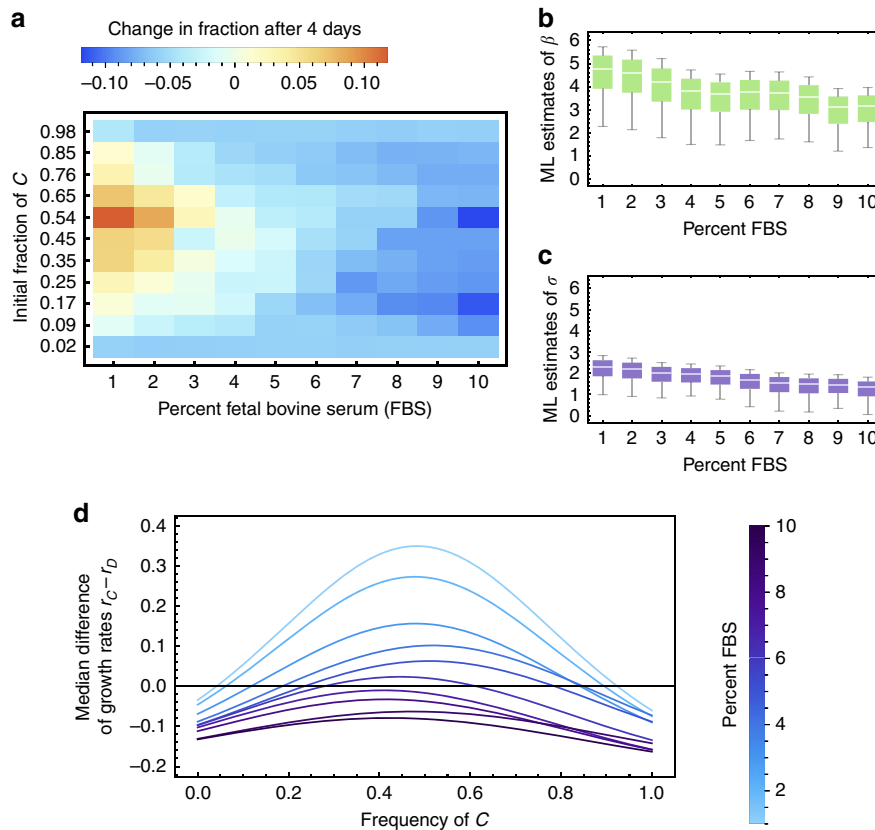 a
Change in fraction after 4 days
−0.10 −0.05 0 0.05 0.10
Initial fraction of C
0.98
0.85
0.76
0.65
0.54
0.45
0.35
0.25
0.17
0.09
0.02
1 2 3 4 5 6 7 8 9 10
Percent fetal bovine serum (FBS)
b
ML estimates of β
6
5
4
3
2
1
0
1 2 3 4 5 6 7 8 9 10
Percent FBS
c
ML estimates of σ
6
5
4
3
2
1
0
1 2 3 4 5 6 7 8 9 10
Percent FBS
d
Median difference
of growth rates rC−rD
0.4
0.3
0.2
0.1
0.0
−0.1
−0.2
0.0 0.2 0.4 0.6 0.8 1.0
Frequency of C
Percent FBS
10
8
6
4
2